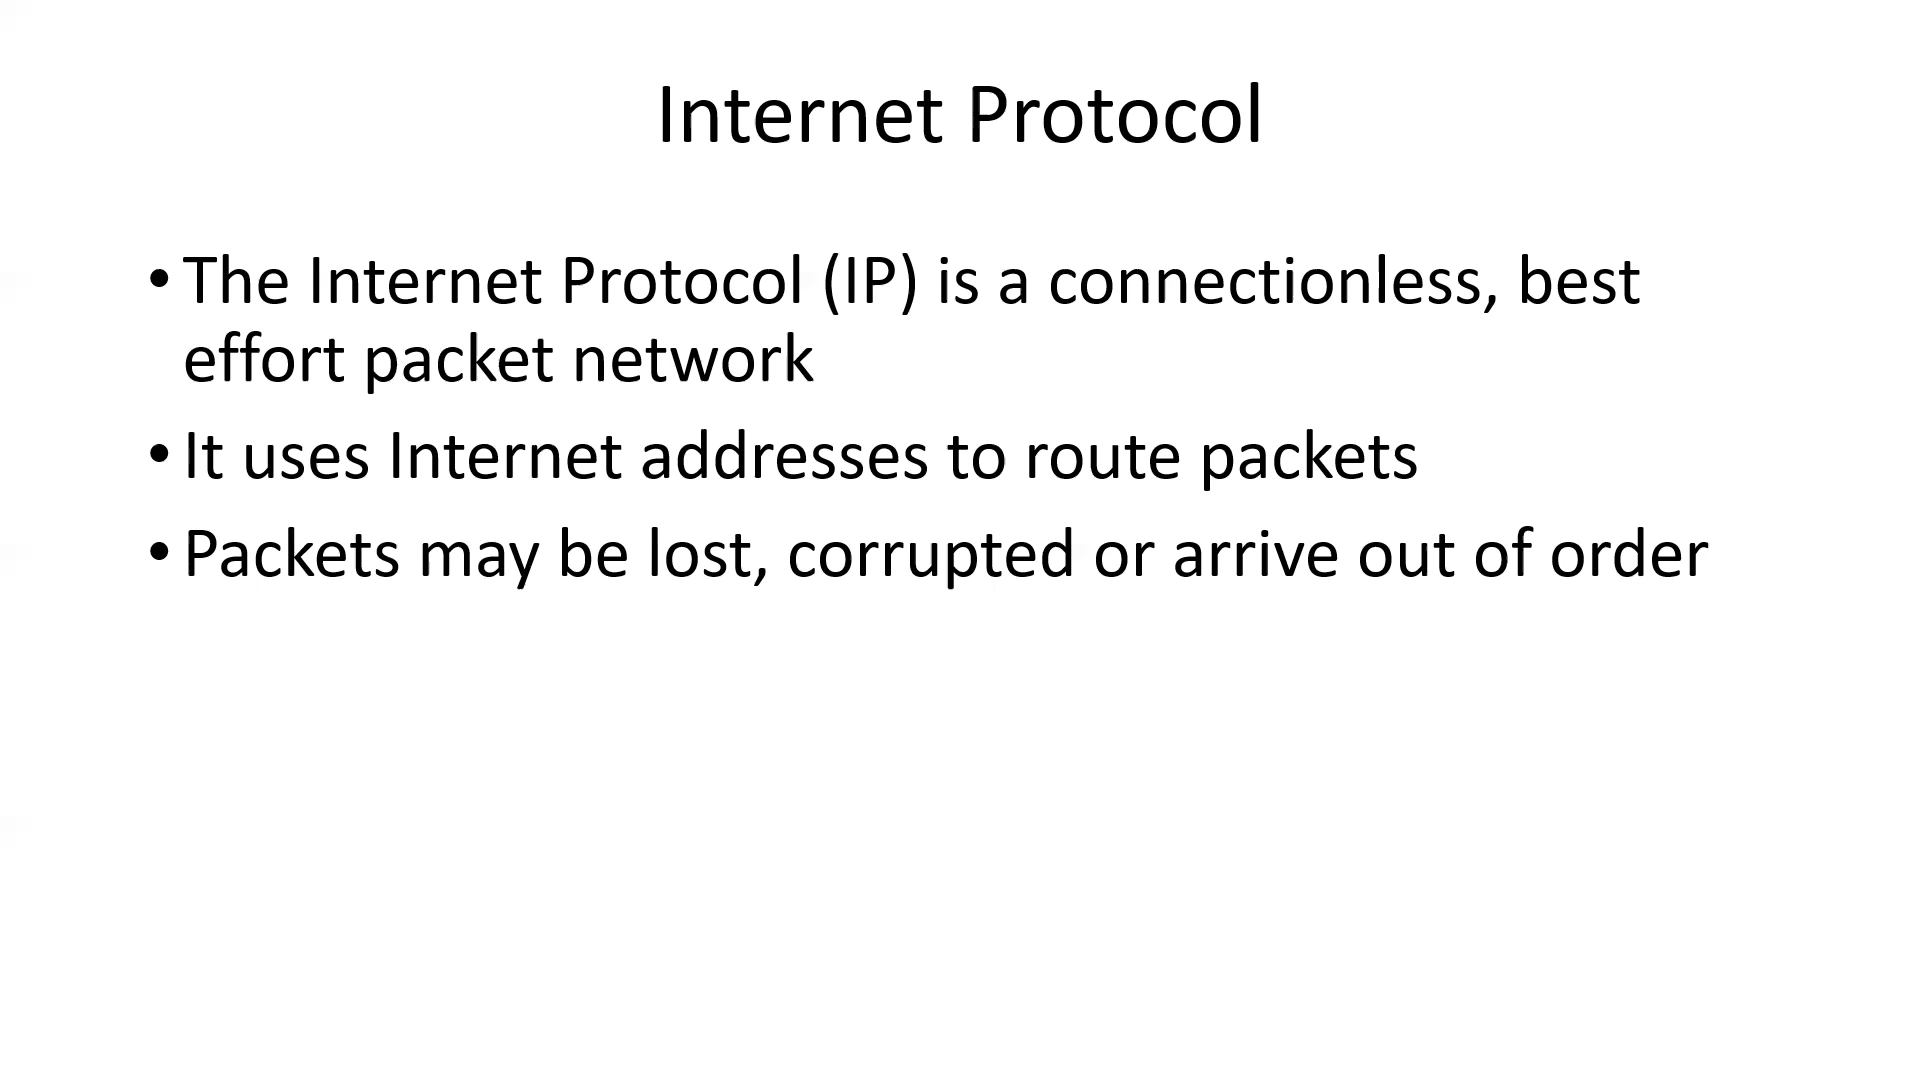 Internet Protocol
• The Internet Protocol (IP) is a connectionless, best
effort packet network
• It uses Internet addresses to route packets
• Packets may be lost, corrupted or arrive out of order